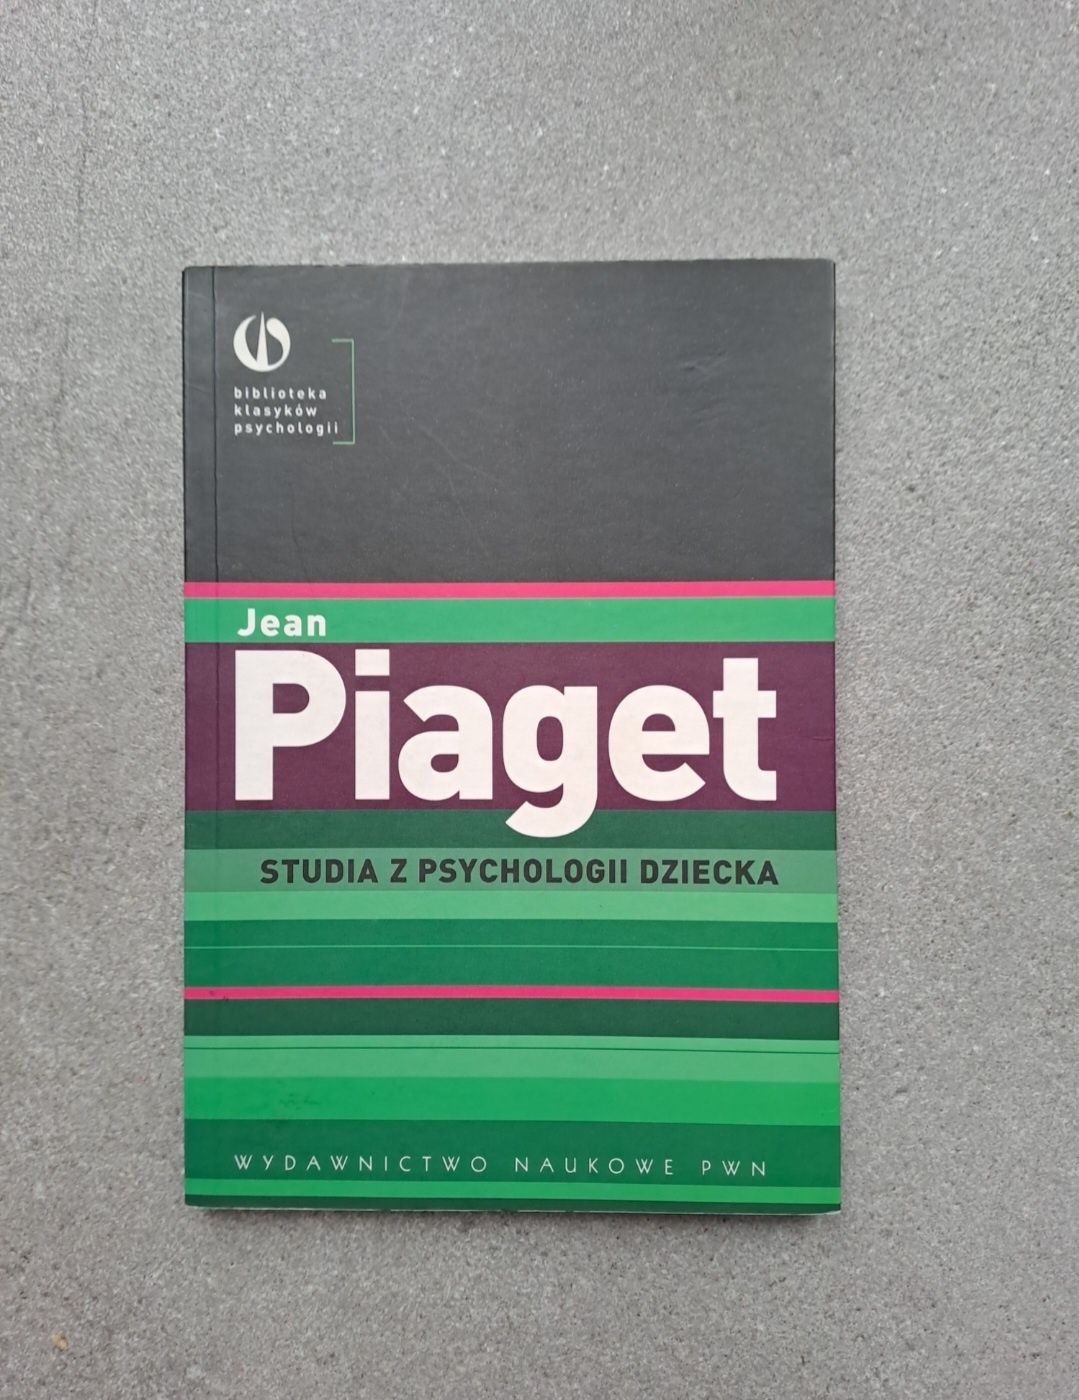 biblioteka
klasyków
psychologii
Jean
Piaget
STUDIA Z PSYCHOLOGII DZIECKA
WYDAWNICTWO NAUKOWE PWN